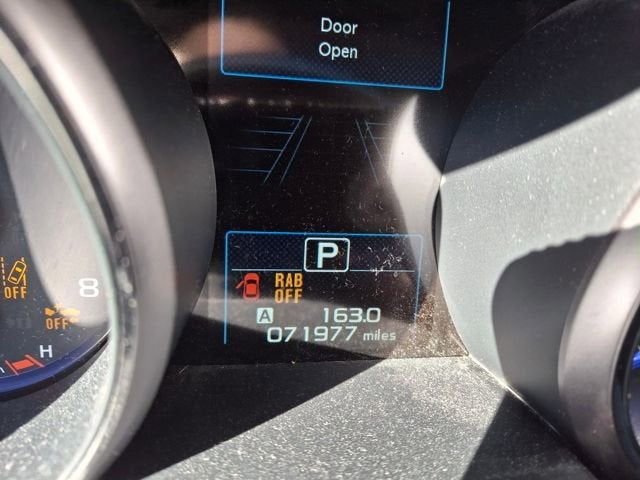 Door
Open
P
RAB
OFF
A 163.0
071977 miles
OFF
8
OFF
H